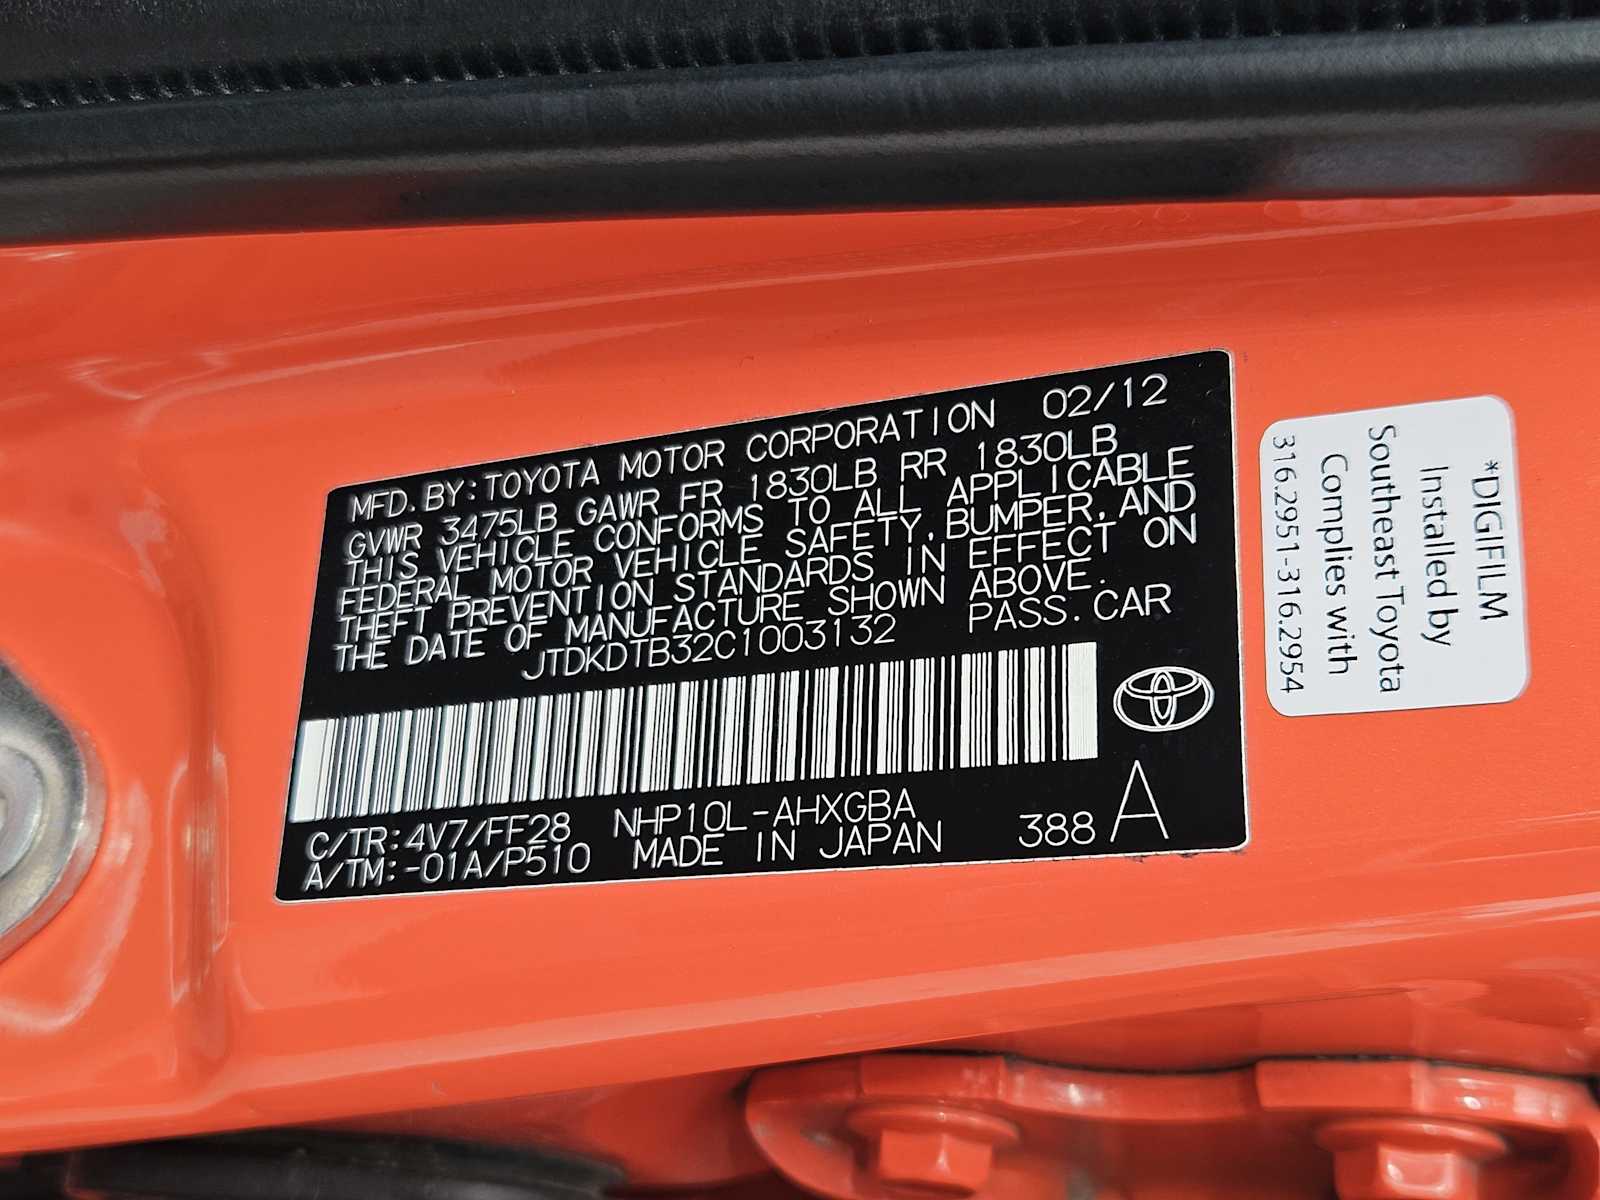 MFD. BY: TOYOTA MOTOR CORPORATION 02/12
GVWR 3475LB GAWR FR 1830LB RR 1830LB
THIS VEHICLE CONFORMS TO ALL APPLICABLE
FEDERAL MOTOR VEHICLE SAFETY, BUMPER, AND
THEFT PREVENTION STANDARDS IN EFFECT ON
THE DATE OF MANUFACTURE SHOWN ABOVE.
JTDKDTB32C1003132 PASS. CAR
C/TR: 4V7/FF28 NHP10L-AHXGBA
A/TM: -01A/P510 MADE IN JAPAN 388 A
*DIGIFILM
Installed by
Southeast Toyota
Complies with
316.2951-316.2954